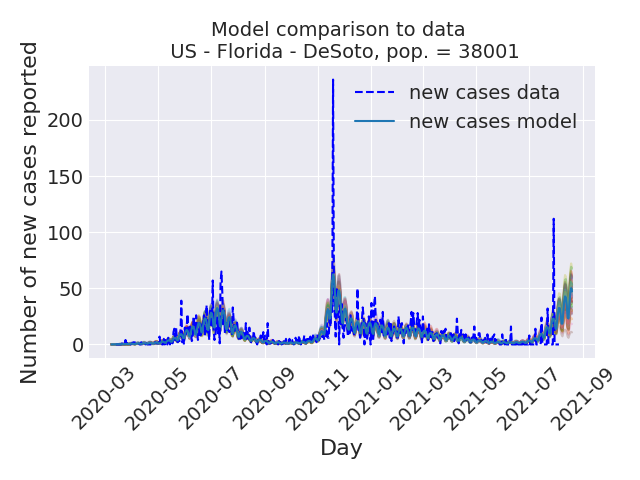 Model comparison to data
US - Florida - DeSoto, pop. = 38001
Number of new cases reported
200
150
100
50
0
new cases data
new cases model
2020-03
2020-05
2020-07
2020-09
2020-11
2021-01
2021-03
2021-05
2021-07
2021-09
Day